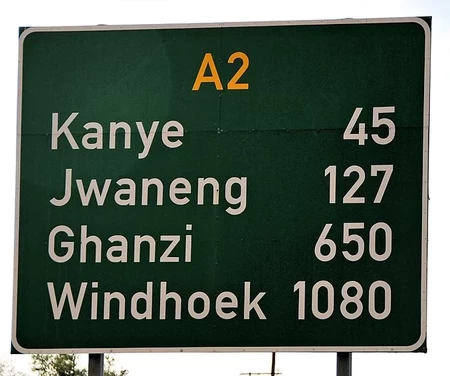 A2
Kanye 45
Jwaneng 127
Ghanzi 650
Windhoek 1080